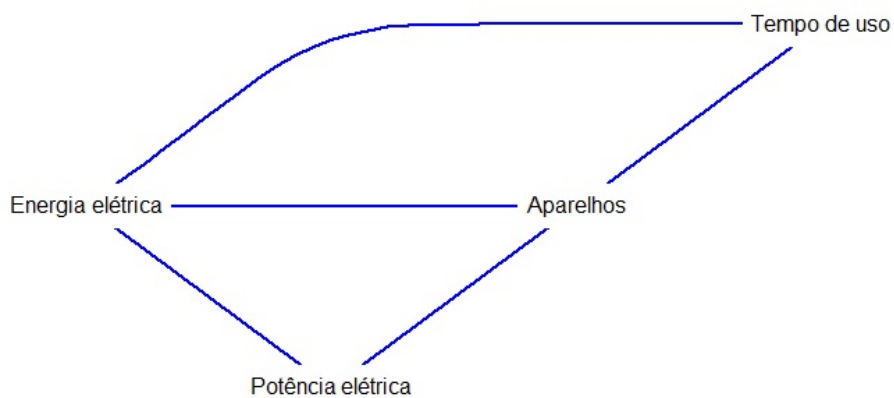 Tempo de uso
Energia elétrica
Aparelhos
Potência elétrica